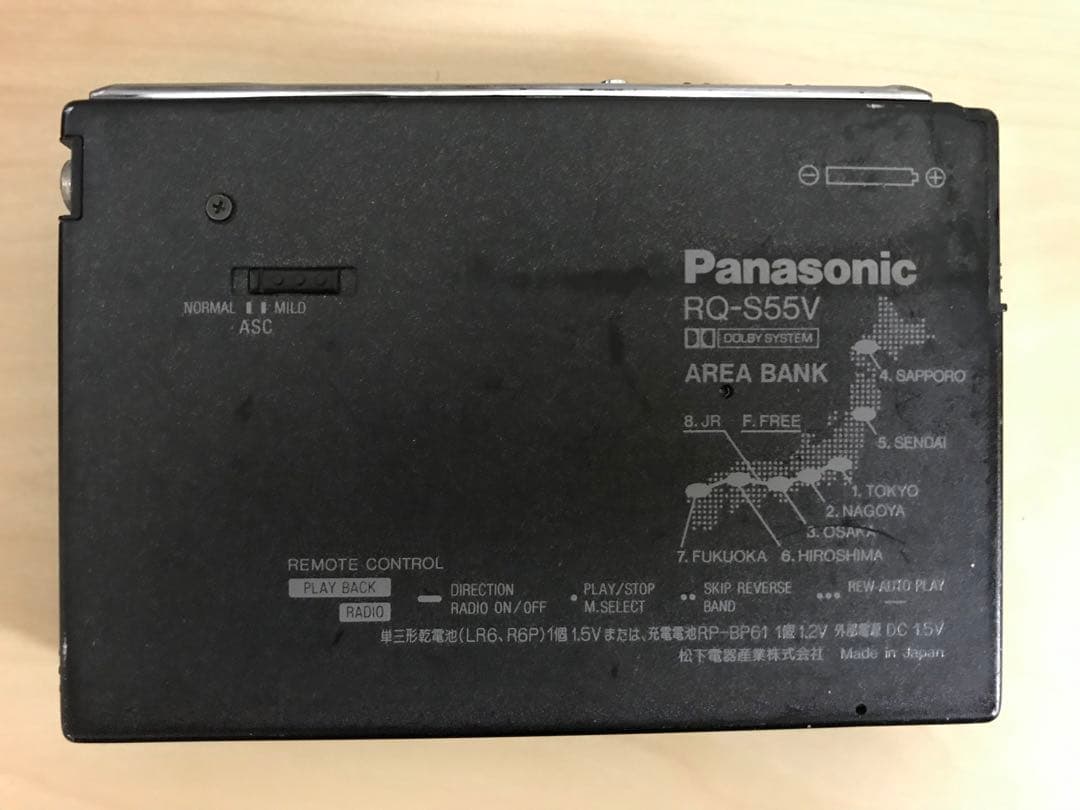 ⊖ ⊕
Panasonic
RQ-S55V
DOLBY SYSTEM
AREA BANK
NORMAL MILD
ASC
4. SAPPORO
8. JR F. FREE
5. SENDAI
1. TOKYO
2. NAGOYA
3. OSAKA
7. FUKUOKA 6. HIROSHIMA
REMOTE CONTROL
PLAY BACK DIRECTION PLAY/STOP SKIP REVERSE REW AUTO PLAY
RADIO RADIO ON/OFF M.SELECT BAND
単三形乾電池(LR6、R6P)1個 1.5Vまたは、充電電池RP-BP61 1個 1.2V 外部電源 DC 1.5V
松下電器産業株式会社 Made in Japan